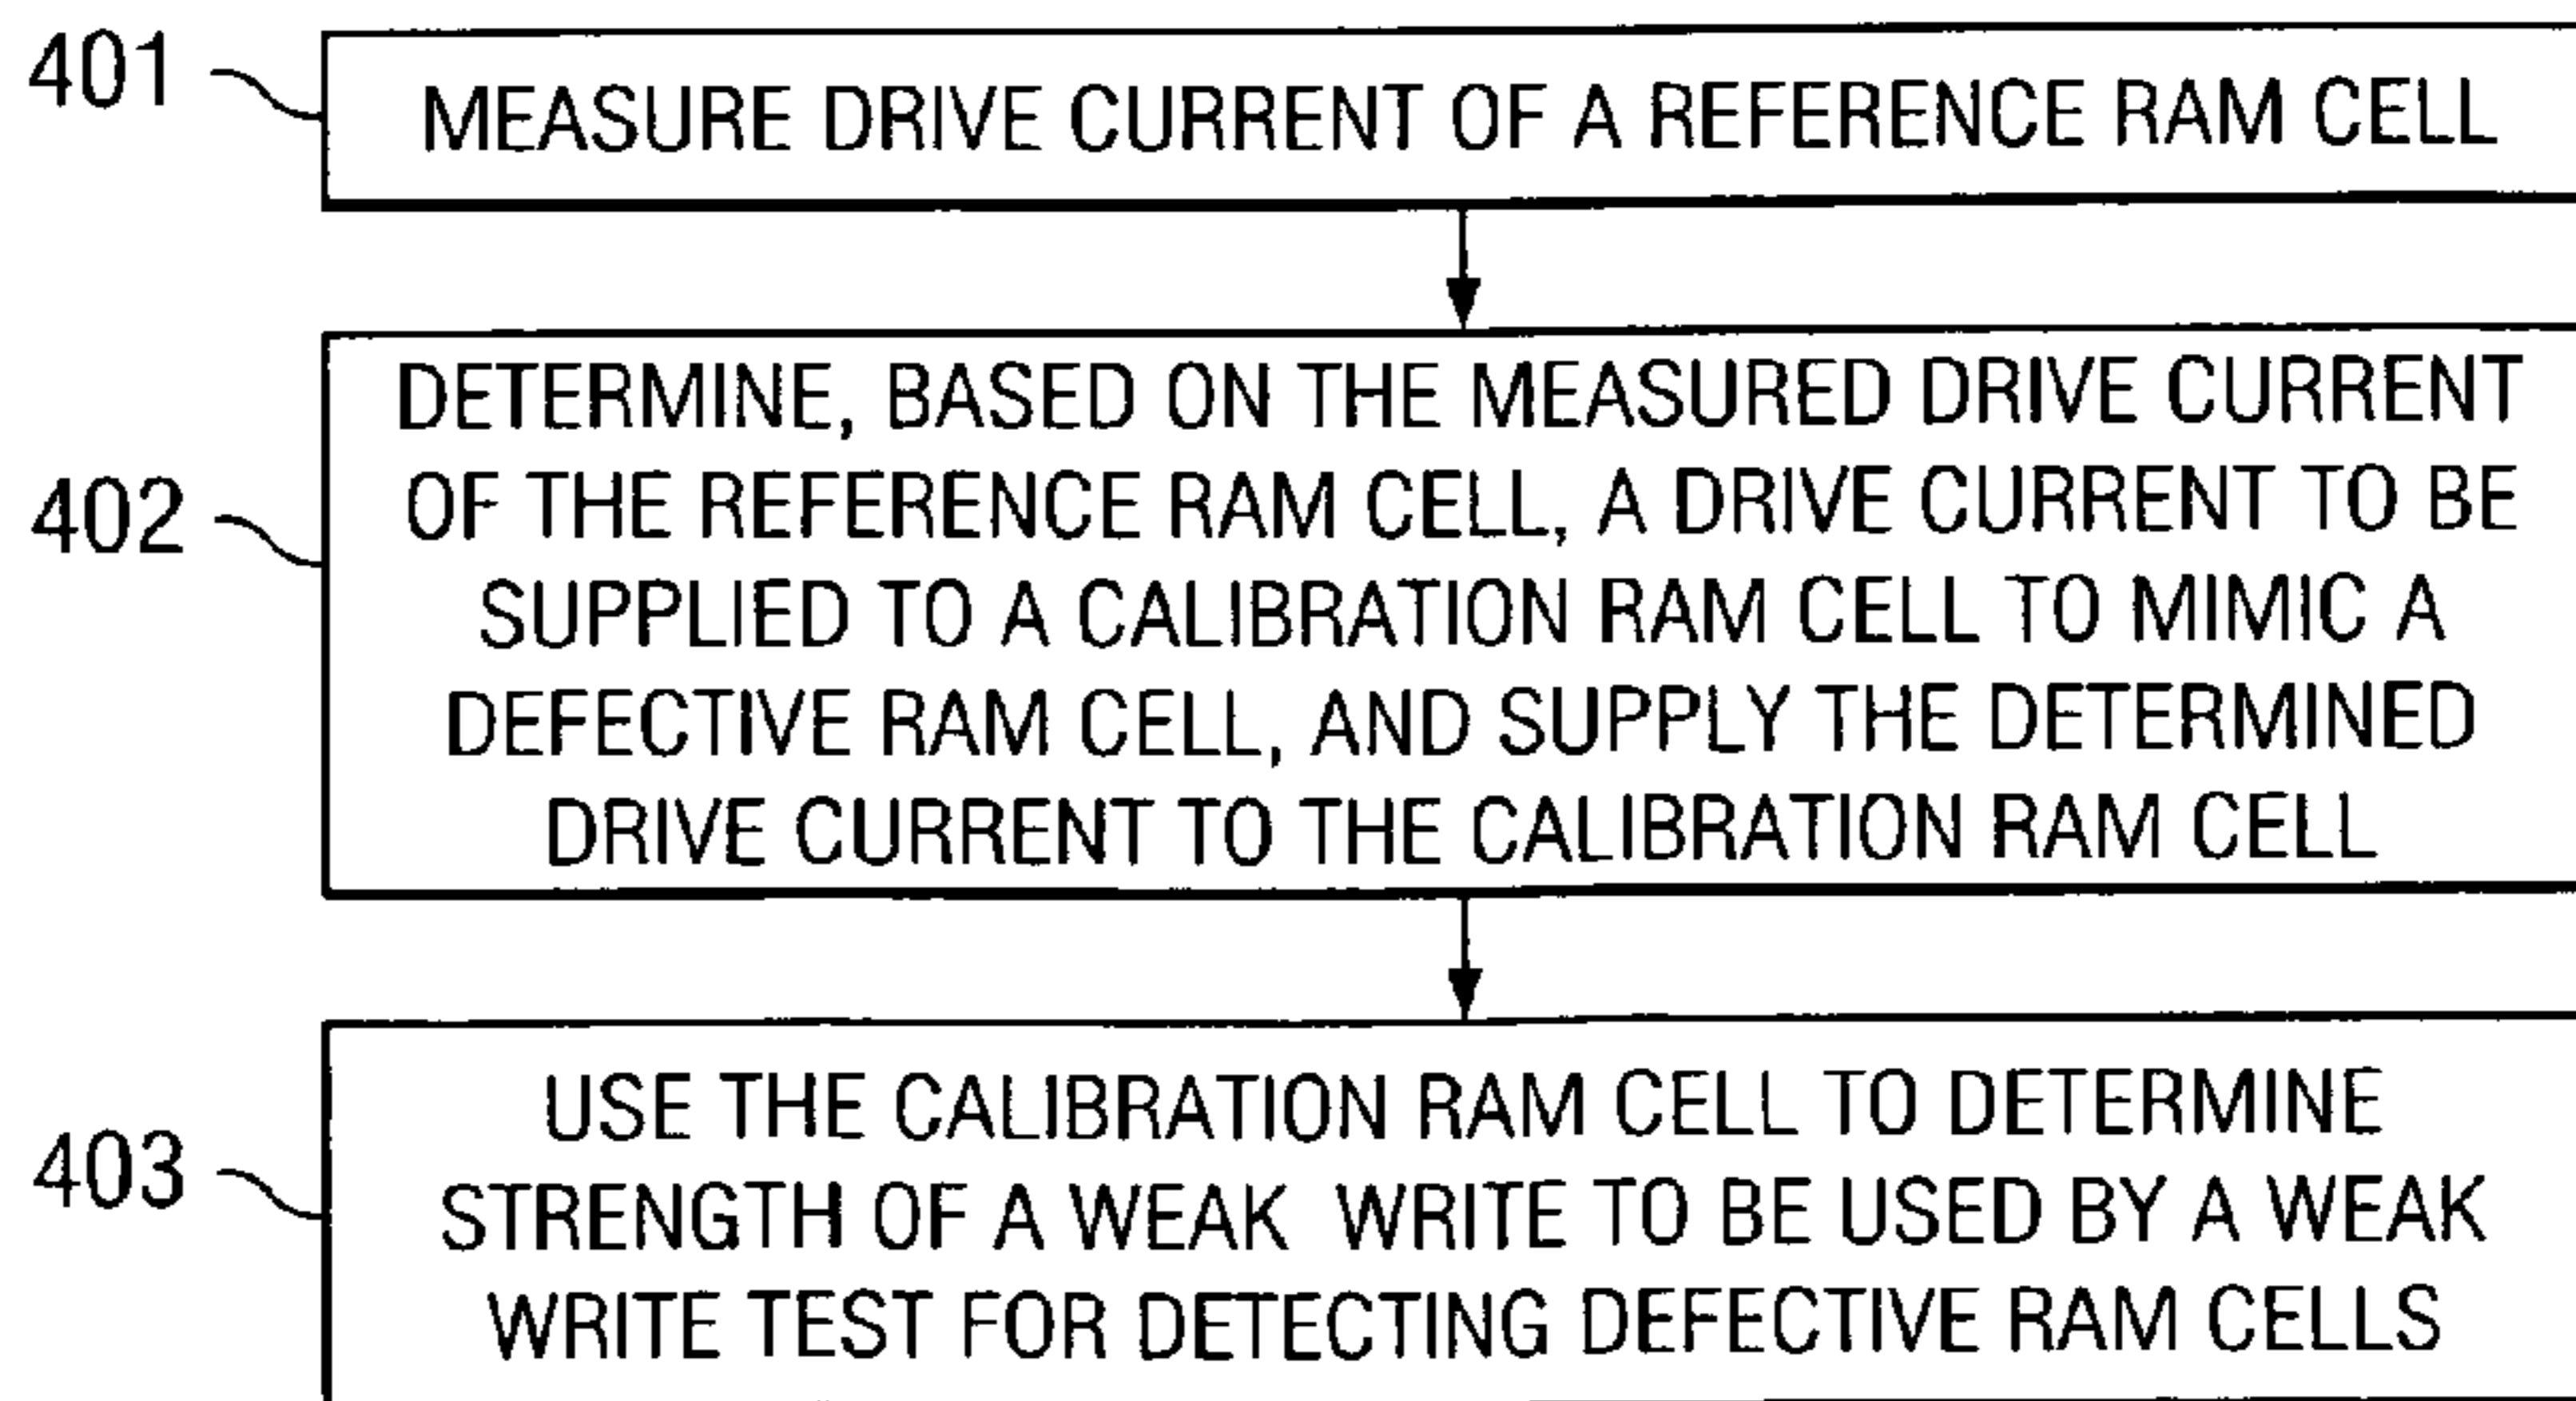 401
MEASURE DRIVE CURRENT OF A REFERENCE RAM CELL
402
DETERMINE, BASED ON THE MEASURED DRIVE CURRENT
OF THE REFERENCE RAM CELL, A DRIVE CURRENT TO BE
SUPPLIED TO A CALIBRATION RAM CELL TO MIMIC A
DEFECTIVE RAM CELL, AND SUPPLY THE DETERMINED
DRIVE CURRENT TO THE CALIBRATION RAM CELL
403
USE THE CALIBRATION RAM CELL TO DETERMINE
STRENGTH OF A WEAK WRITE TO BE USED BY A WEAK
WRITE TEST FOR DETECTING DEFECTIVE RAM CELLS